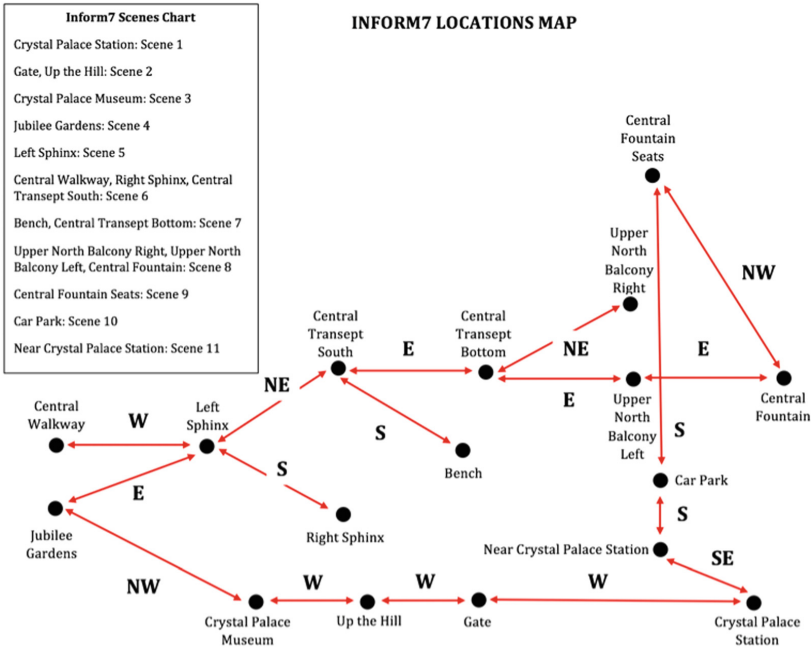 Inform7 Scenes Chart
Crystal Palace Station: Scene 1
Gate, Up the Hill: Scene 2
Crystal Palace Museum: Scene 3
Jubilee Gardens: Scene 4
Left Sphinx: Scene 5
Central Walkway, Right Sphinx, Central
Transept South: Scene 6
Bench, Central Transept Bottom: Scene 7
Upper North Balcony Right, Upper North
Balcony Left, Central Fountain: Scene 8
Central Fountain Seats: Scene 9
Car Park: Scene 10
Near Crystal Palace Station: Scene 11
INFORM7 LOCATIONS MAP
Central
Fountain
Seats
Upper
North
Balcony
Right
NW
Central
Transept
South
E
Central
Transept
Bottom
NE
E
E
Upper
North
Balcony
Left
Central
Fountain
NE
Central
Walkway
W
Left
Sphinx
S
Bench
S
Car Park
E
S
Jubilee
Gardens
Right Sphinx
S
Near Crystal Palace Station
SE
NW
W
W
W
Crystal Palace
Museum
Up the Hill
Gate
Crystal Palace
Station